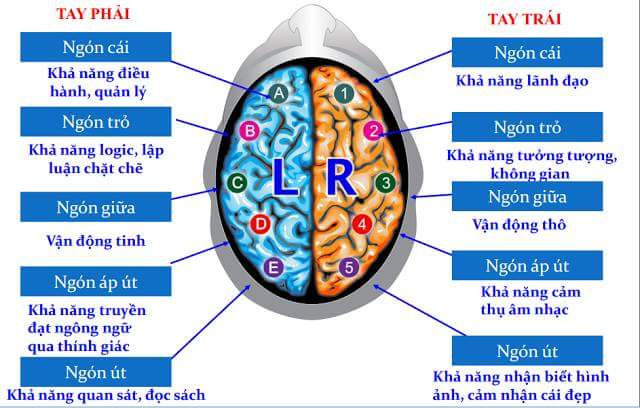 TAY PHẢI
Ngón cái
Khả năng điều
hành, quản lý
Ngón trỏ
Khả năng logic, lập
luận chặt chẽ
Ngón giữa
Vận động tinh
Ngón áp út
Khả năng truyền
đạt ngông ngữ
qua thính giác
Ngón út
Khả năng quan sát, đọc sách
A
B
C
D
E
L R
1
2
3
4
5
TAY TRÁI
Ngón cái
Khả năng lãnh đạo
Ngón trỏ
Khả năng tưởng tượng,
không gian
Ngón giữa
Vận động thô
Ngón áp út
Khả năng cảm
thụ âm nhạc
Ngón út
Khả năng nhận biết hình
ảnh, cảm nhận cái đẹp